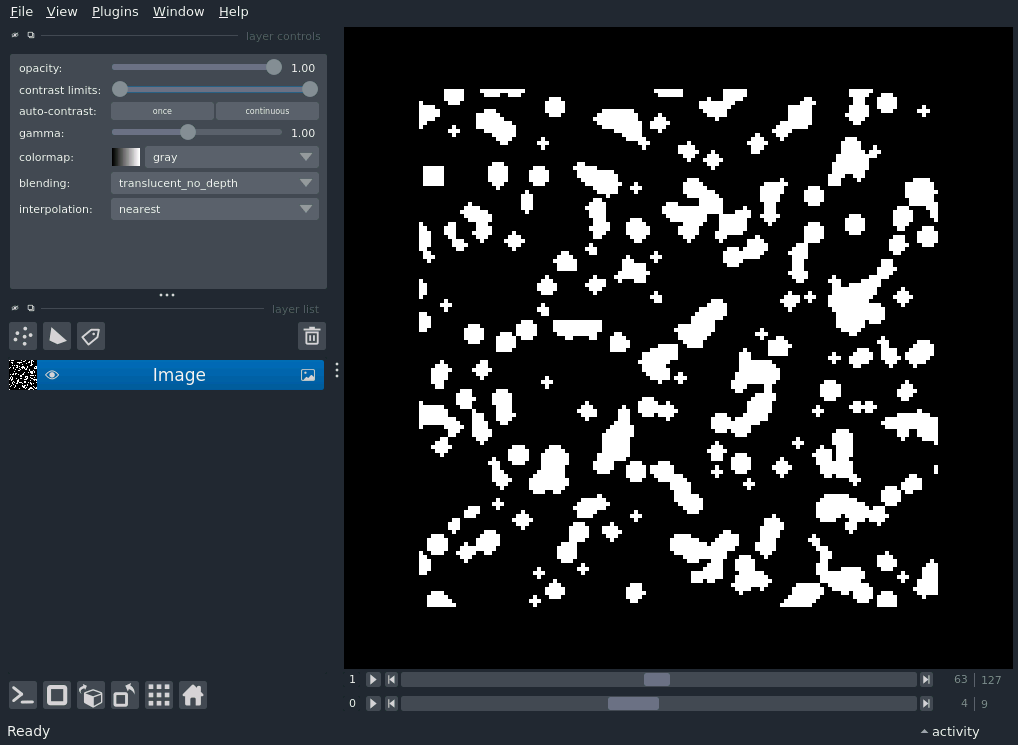 File View Plugins Window Help
layer controls
opacity: 1.00
contrast limits:
auto-contrast: once continuous
gamma: 1.00
colormap: gray
blending: translucent_no_depth
interpolation: nearest
layer list
Image
1 63 127
0 4 9
Ready activity